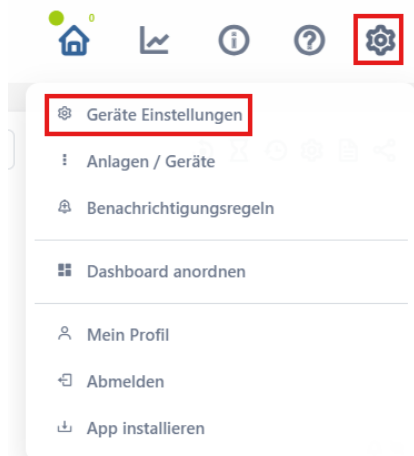 0
Geräte Einstellungen
Anlagen / Geräte
Benachrichtigungsregeln
Dashboard anordnen
Mein Profil
Abmelden
App installieren